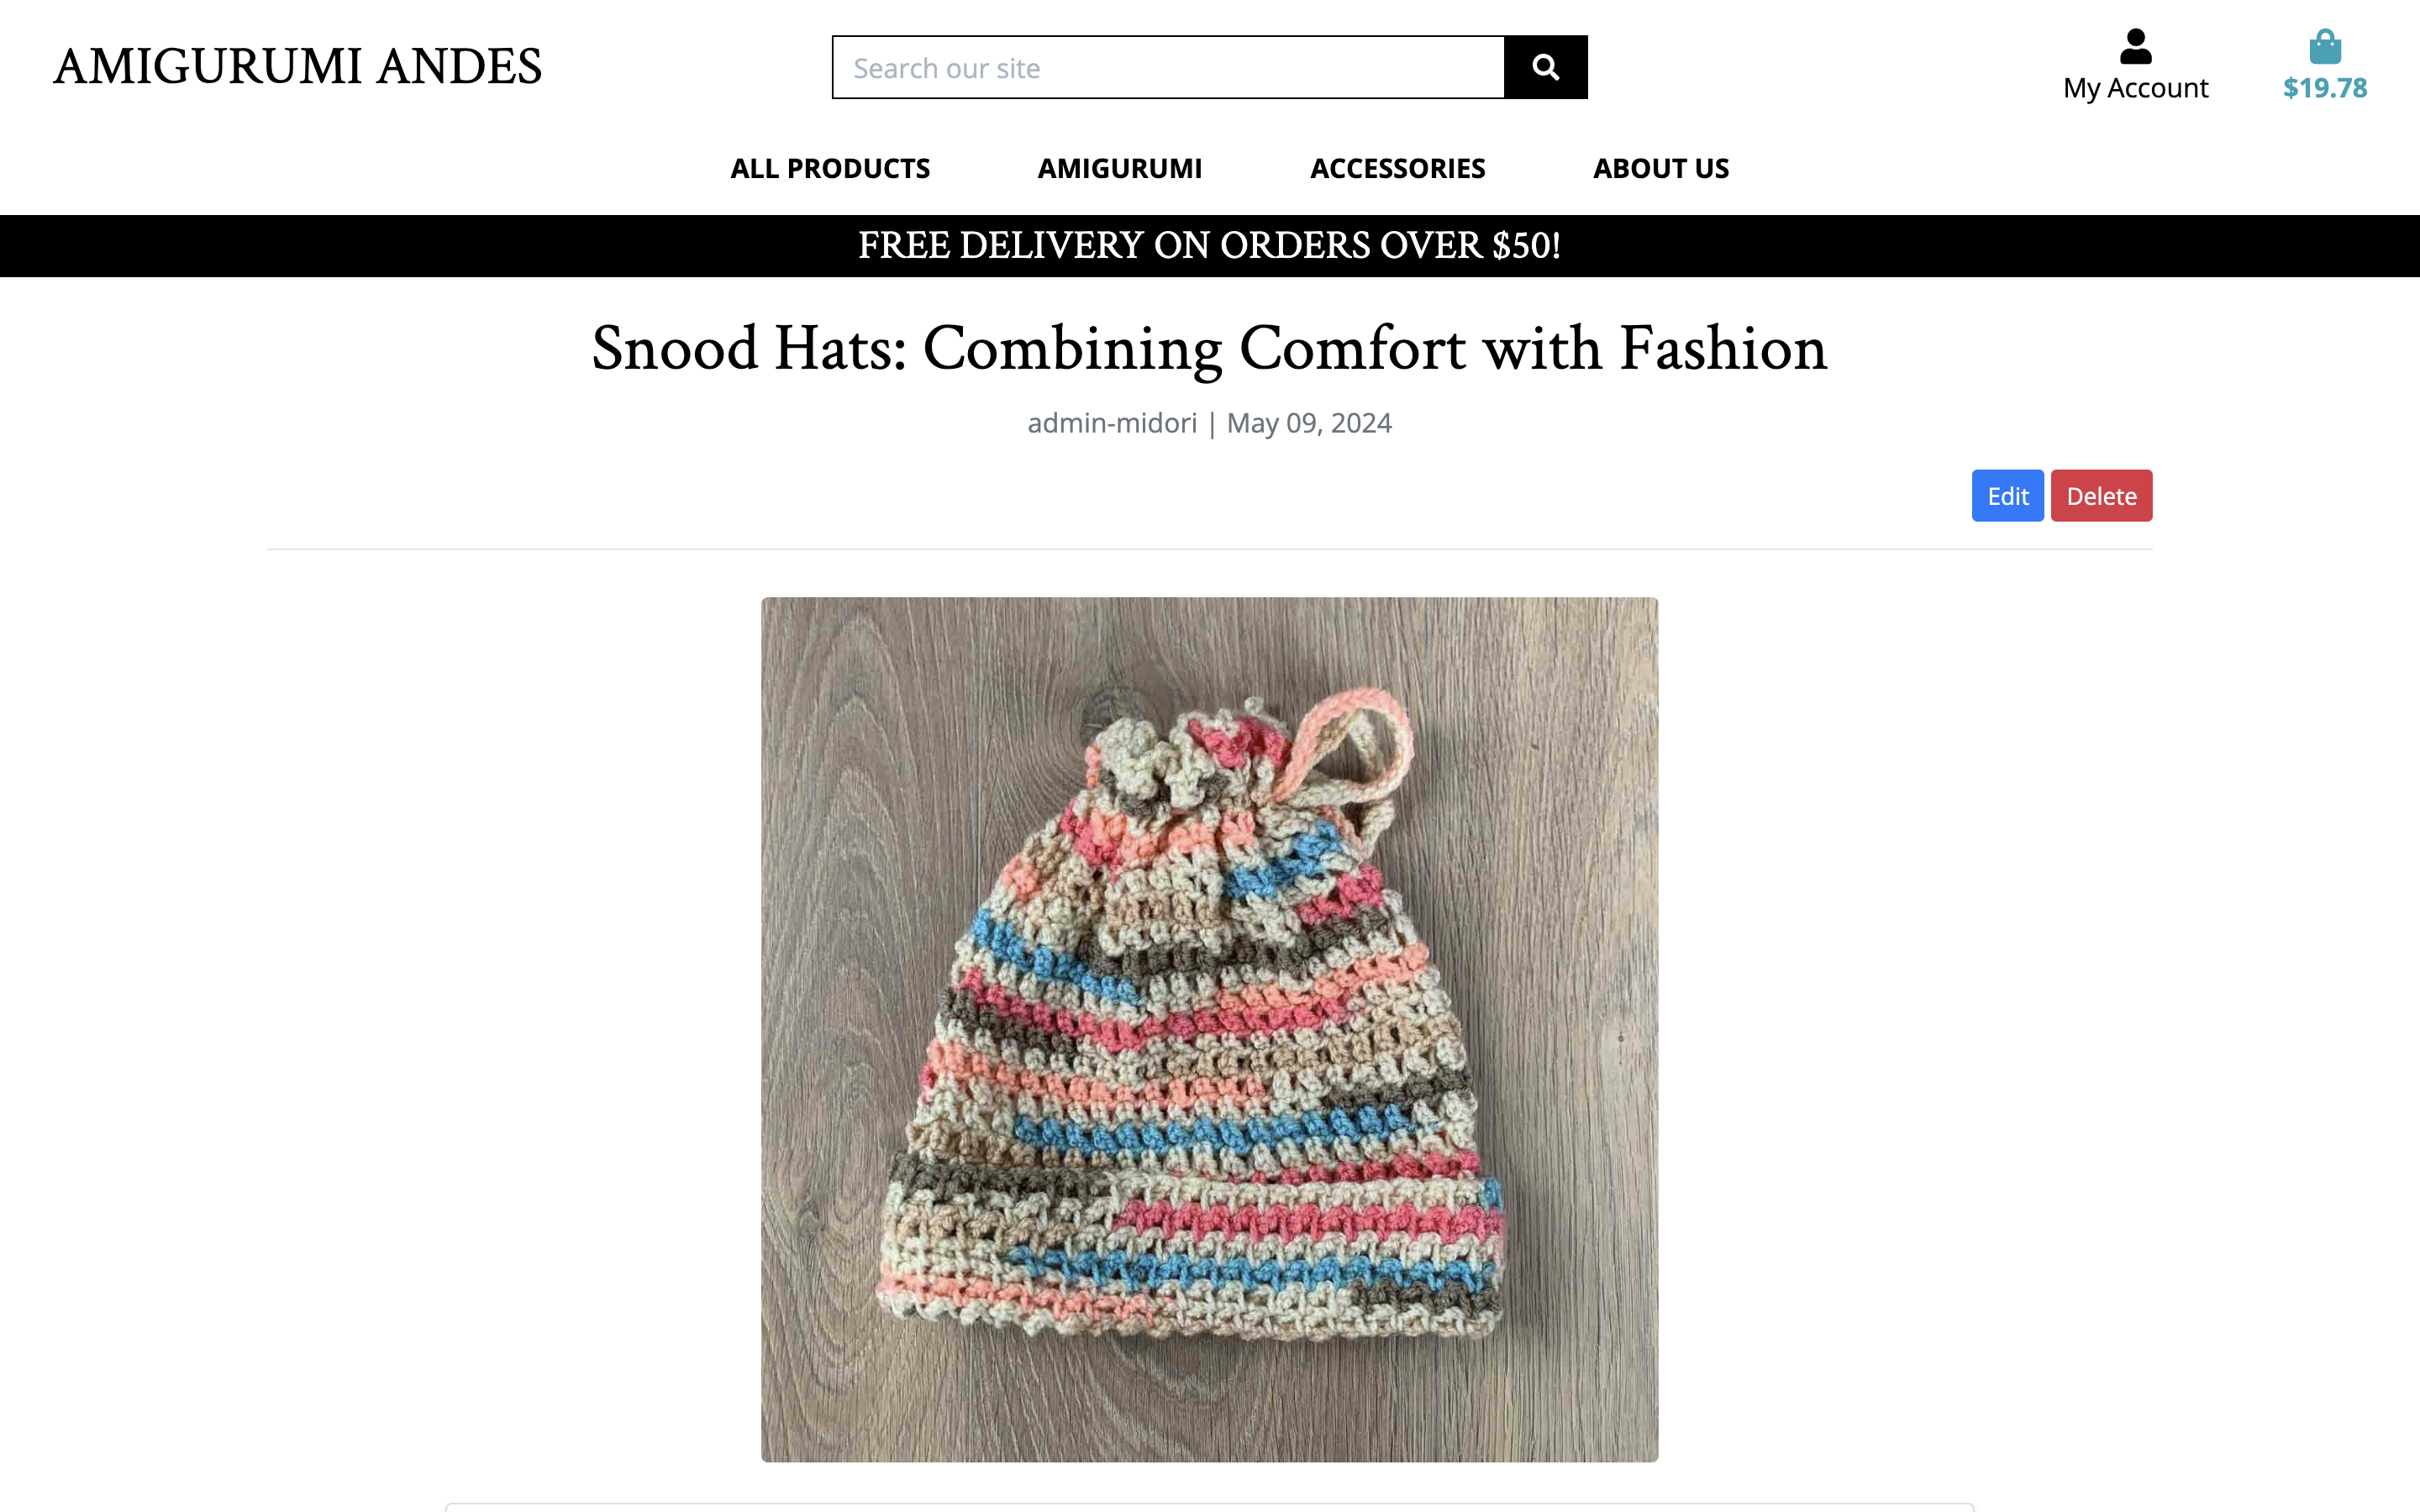 AMIGURUMI ANDES
Search our site
My Account
$19.78
ALL PRODUCTS
AMIGURUMI
ACCESSORIES
ABOUT US
FREE DELIVERY ON ORDERS OVER $50!
Snood Hats: Combining Comfort with Fashion
admin-midori | May 09, 2024
Edit
Delete